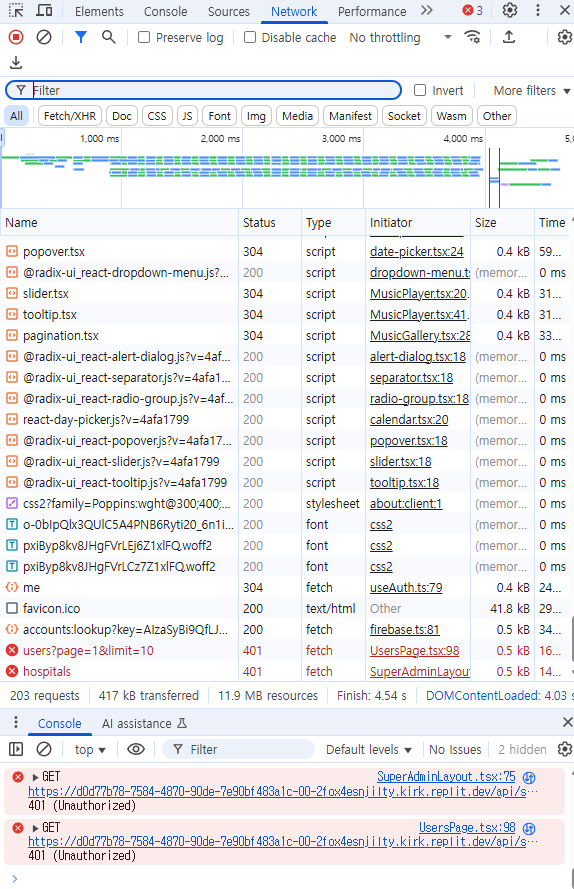 Elements Console Sources Network Performance 3
Preserve log Disable cache No throttling
Filter Invert More filters
All Fetch/XHR Doc CSS JS Font Img Media Manifest Socket Wasm Other
1,000 ms 2,000 ms 3,000 ms 4,000 ms 5,0
Name Status Type Initiator Size Time
popover.tsx 304 script date-picker.tsx:24 0.4 kB 59...
@radix-ui_react-dropdown-menu.js?... 200 script dropdown-menu.ts (memor... 0 ms
slider.tsx 304 script MusicPlayer.tsx:20 0.4 kB 31...
tooltip.tsx 304 script MusicPlayer.tsx:41 0.4 kB 31...
pagination.tsx 304 script MusicGallery.tsx:28 0.4 kB 33...
@radix-ui_react-alert-dialog.js?v=4af... 200 script alert-dialog.tsx:18 (memor... 0 ms
@radix-ui_react-separator.js?v=4afa1... 200 script separator.tsx:18 (memor... 0 ms
@radix-ui_react-radio-group.js?v=4af... 200 script radio-group.tsx:18 (memor... 0 ms
react-day-picker.js?v=4afa1799 200 script calendar.tsx:20 (memor... 0 ms
@radix-ui_react-popover.js?v=4afa17... 200 script popover.tsx:18 (memor... 0 ms
@radix-ui_react-slider.js?v=4afa1799 200 script slider.tsx:18 (memor... 0 ms
@radix-ui_react-tooltip.js?v=4afa1799 200 script tooltip.tsx:18 (memor... 0 ms
css2?family=Poppins:wght@300;400;... 200 stylesheet about:client:1 (memor... 0 ms
o-0bIpQlx3QUlC5A4PNB6Ryti20_6n1i... 200 font css2 (memor... 0 ms
pxiByp8kv8JHgFVrLEj6Z1xlFQ.woff2 200 font css2 (memor... 0 ms
pxiByp8kv8JHgFVrLCz7Z1xlFQ.woff2 200 font css2 (memor... 0 ms
me 304 fetch useAuth.ts:79 0.4 kB 24...
favicon.ico 200 text/html Other 41.8 kB 29...
accounts:lookup?key=AIzaSyBi9QfLJ... 200 fetch firebase.ts:81 0.5 kB 34...
users?page=1&limit=10 401 fetch UsersPage.tsx:98 0.5 kB 16...
hospitals 401 fetch SuperAdminLayout 0.5 kB 14...
203 requests 417 kB transferred 11.9 MB resources Finish: 4.54 s DOMContentLoaded: 4.03 s
Console AI assistance
top Filter Default levels No Issues 2 hidden
GET SuperAdminLayout.tsx:75
https://d0d77b78-7584-4870-90de-7e90bf483a1c-00-2fox4esnjilty.kirk.replit.dev/api/s…
401 (Unauthorized)
GET UsersPage.tsx:98
https://d0d77b78-7584-4870-90de-7e90bf483a1c-00-2fox4esnjilty.kirk.replit.dev/api/s…
401 (Unauthorized)